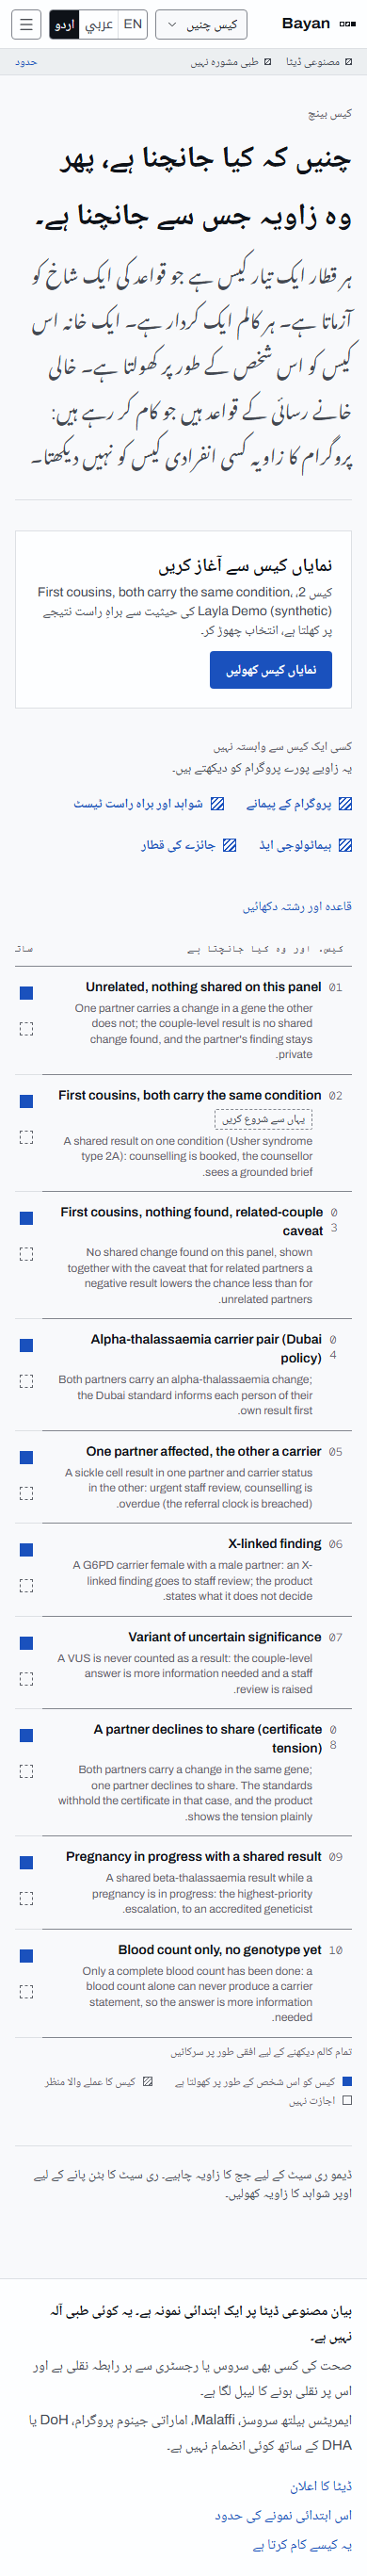 Bayan
کیس چنیں
EN
عربي
اردو
مصنوعی ڈیٹا
طبی مشورہ نہیں
حدود
کیس بینچ
چنیں کہ کیا جانچنا ہے، پھر
وہ زاویہ جس سے جانچنا ہے۔
ہر قطار ایک تیار کیس ہے جو قواعد کی ایک شاخ کو
آزماتا ہے۔ ہر کالم ایک کردار ہے۔ ایک خانہ اس
کیس کو اس شخص کے طور پر کھولتا ہے۔ خالی
خانے رسائی کے قواعد ہیں جو کام کر رہے ہیں:
پروگرام کا زاویہ کسی انفرادی کیس کو نہیں دیکھتا۔
نمایاں کیس سے آغاز کریں
کیس 2، First cousins, both carry the same condition،
Layla Demo (synthetic) کی حیثیت سے براہِ راست نتیجے
پر کھلتا ہے، انتخاب چھوڑ کر۔
نمایاں کیس کھولیں
کسی ایک کیس سے وابستہ نہیں
یہ زاویے پورے پروگرام کو دیکھتے ہیں۔
پروگرام کے پیمانے
شواہد اور براہ راست ٹیسٹ
ہیماٹولوجی ایڈ
جائزے کی قطار
قاعدہ اور رشتہ دکھائیں
کیس، اور وہ کیا جانچتا ہے
01 Unrelated, nothing shared on this panel
One partner carries a change in a gene the other
does not; the couple-level result is no shared
change found, and the partner's finding stays
private.
02 First cousins, both carry the same condition
یہاں سے شروع کریں
A shared result on one condition (Usher syndrome
type 2A): counselling is booked, the counsellor
sees a grounded brief.
03 First cousins, nothing found, related-couple
caveat
No shared change found on this panel, shown
together with the caveat that for related partners a
negative result lowers the chance less than for
unrelated partners.
04 Alpha-thalassaemia carrier pair (Dubai
policy)
Both partners carry an alpha-thalassaemia change;
the Dubai standard informs each person of their
own result first.
05 One partner affected, the other a carrier
A sickle cell result in one partner and carrier status
in the other: urgent staff review, counselling is
overdue (the referral clock is breached).
06 X-linked finding
A G6PD carrier female with a male partner: an X-
linked finding goes to staff review; the product
states what it does not decide.
07 Variant of uncertain significance
A VUS is never counted as a result: the couple-level
answer is more information needed and a staff
review is raised.
08 A partner declines to share (certificate
tension)
Both partners carry a change in the same gene;
one partner declines to share. The standards
withhold the certificate in that case, and the product
shows the tension plainly.
09 Pregnancy in progress with a shared result
A shared beta-thalassaemia result while a
pregnancy is in progress: the highest-priority
escalation, to an accredited geneticist.
10 Blood count only, no genotype yet
Only a complete blood count has been done: a
blood count alone can never produce a carrier
statement, so the answer is more information
needed.
تمام کالم دیکھنے کے لیے افقی طور پر سرکائیں
کیس کو اس شخص کے طور پر کھولتا ہے
کیس کا عملے والا منظر
اجازت نہیں
ڈیمو ری سیٹ کے لیے جج کا زاویہ چاہیے۔ ری سیٹ کا بٹن پانے کے لیے
اوپر شواہد کا زاویہ کھولیں۔
بیان مصنوعی ڈیٹا پر ایک ابتدائی نمونہ ہے۔ یہ کوئی طبی آلہ
نہیں ہے۔
صحت کی کسی بھی سروس یا رجسٹری سے ہر رابطہ نقلی ہے اور
اس پر نقلی ہونے کا لیبل لگا ہے۔
ایمریٹس ہیلتھ سروسز، Malaffi، اماراتی جینوم پروگرام، DoH یا
DHA کے ساتھ کوئی انضمام نہیں ہے۔
ڈیٹا کا اعلان
اس ابتدائی نمونے کی حدود
یہ کیسے کام کرتا ہے